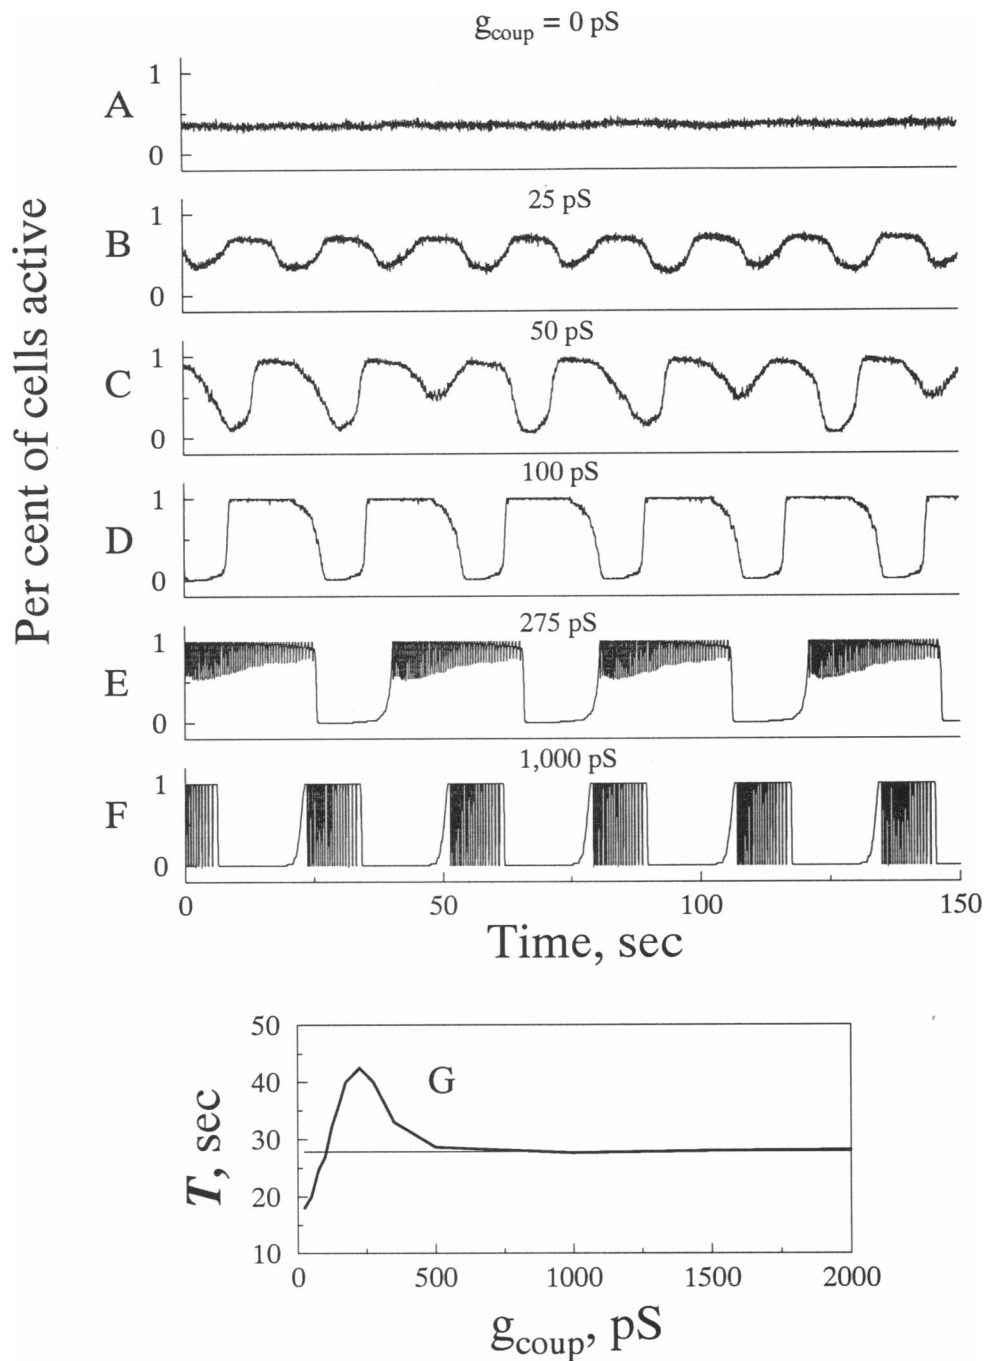 g_coup = 0 pS
A
1
0
25 pS
B
1
0
50 pS
C
1
0
100 pS
D
1
0
275 pS
E
1
0
1,000 pS
F
1
0
Per cent of cells active
0 50 100 150
Time, sec
G
50
40
30
20
10
T, sec
0 500 1000 1500 2000
g_coup, pS